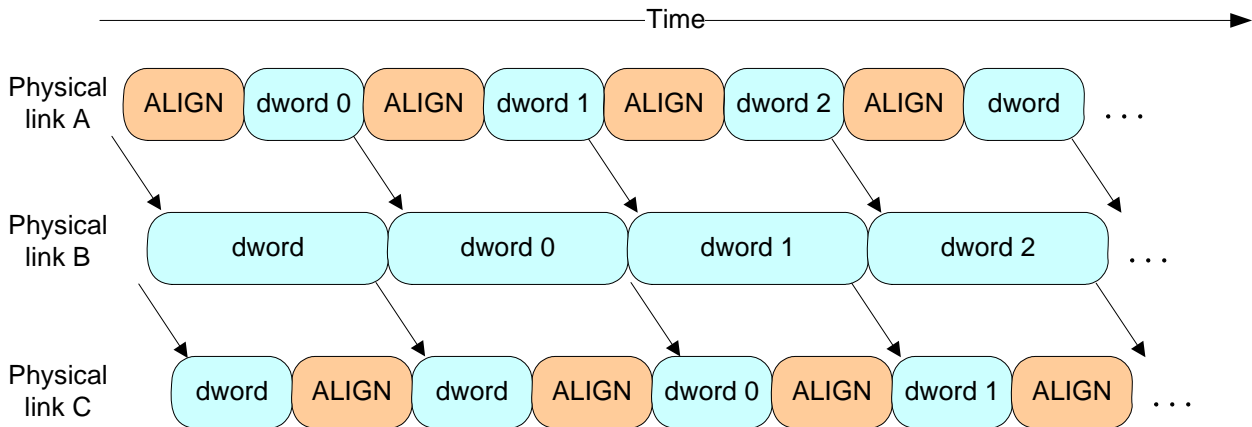 Time
Physical
link A
ALIGN dword 0 ALIGN dword 1 ALIGN dword 2 ALIGN dword . . .
Physical
link B
dword dword 0 dword 1 dword 2 . . .
Physical
link C
dword ALIGN dword ALIGN dword 0 ALIGN dword 1 ALIGN . . .